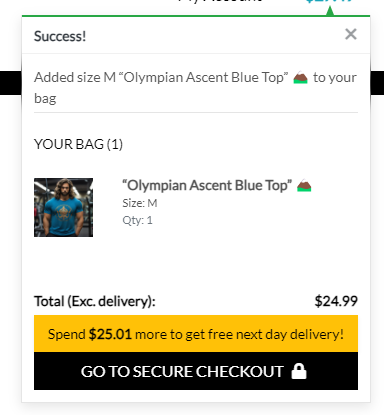 Success!
Added size M “Olympian Ascent Blue Top” to your
bag
YOUR BAG (1)
“Olympian Ascent Blue Top”
Size: M
Qty: 1
Total (Exc. delivery): $24.99
Spend $25.01 more to get free next day delivery!
GO TO SECURE CHECKOUT